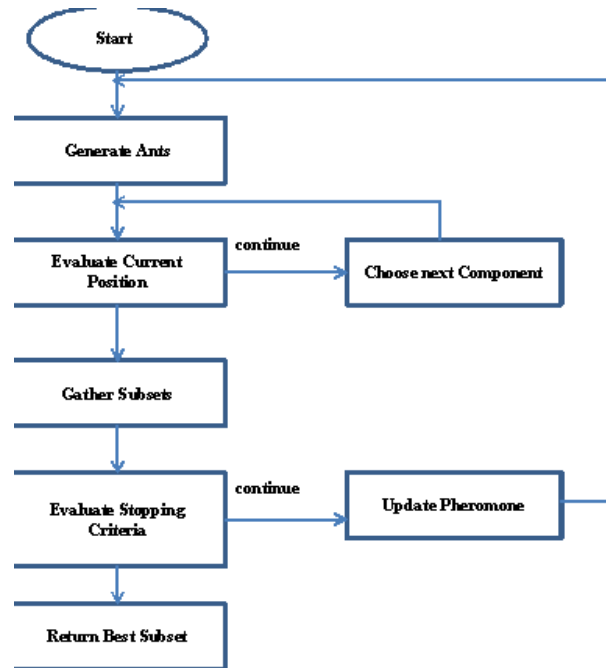 Start
Generate Ants
continue
Evaluate Current
Position
Choose next Component
Gather Subsets
continue
Evaluate Stopping
Criteria
Update Pheromone
Return Best Subset